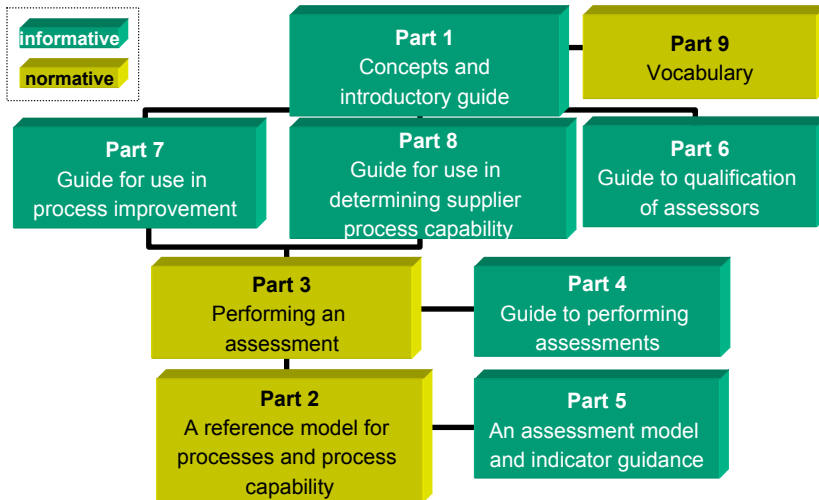 informative
normative
Part 1
Concepts and
introductory guide
Part 9
Vocabulary
Part 7
Guide for use in
process improvement
Part 8
Guide for use in
determining supplier
process capability
Part 6
Guide to qualification
of assessors
Part 3
Performing an
assessment
Part 4
Guide to performing
assessments
Part 2
A reference model for
processes and process
capability
Part 5
An assessment model
and indicator guidance